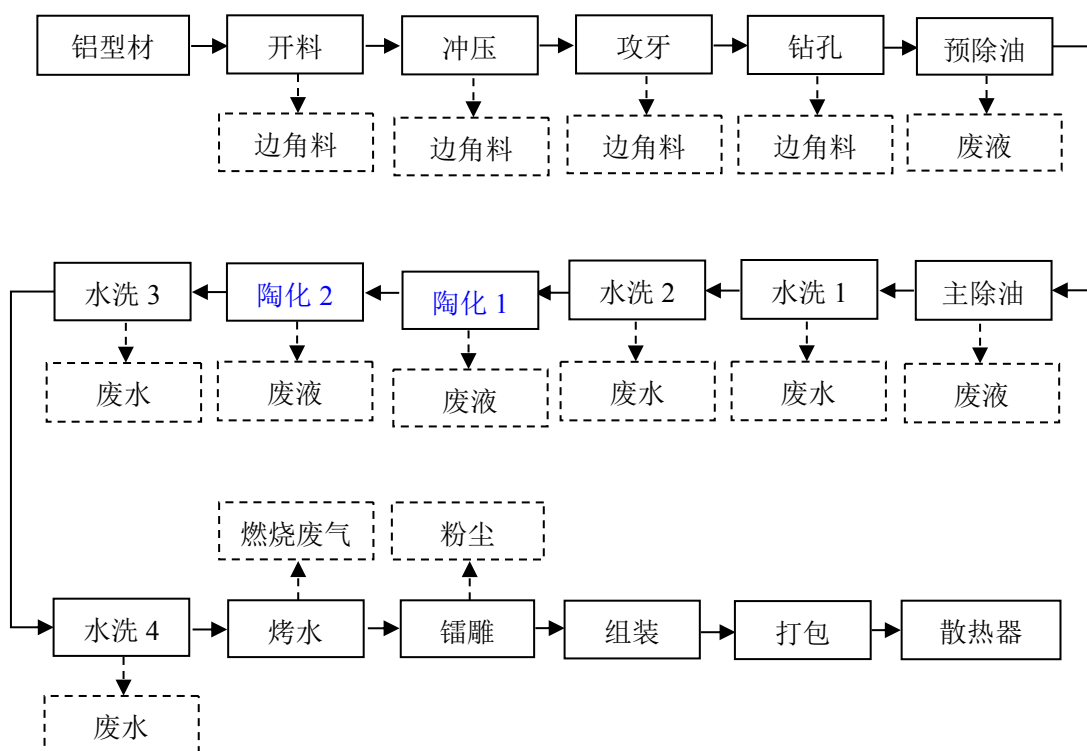 铝型材
开料
冲压
攻牙
钻孔
预除油
边角料
边角料
边角料
边角料
废液
水洗 3
陶化 2
陶化 1
水洗 2
水洗 1
主除油
废水
废液
废液
废水
废水
废液
燃烧废气
粉尘
水洗 4
烤水
镭雕
组装
打包
散热器
废水